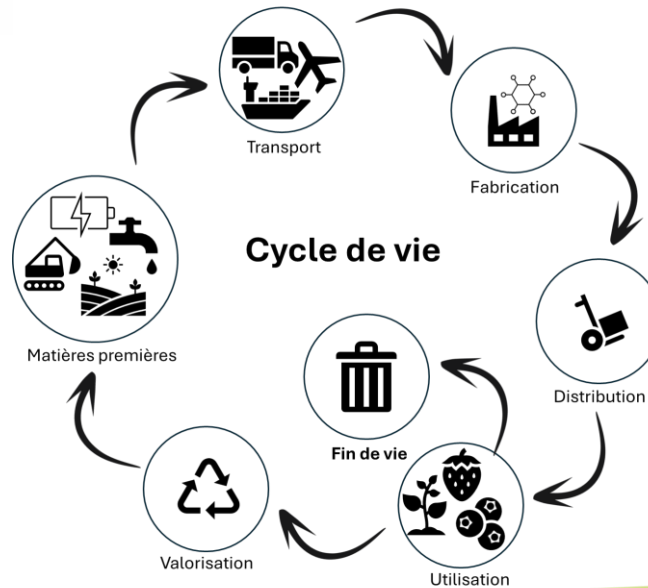 Transport
Fabrication
Cycle de vie
Matières premières
Distribution
Fin de vie
Valorisation
Utilisation